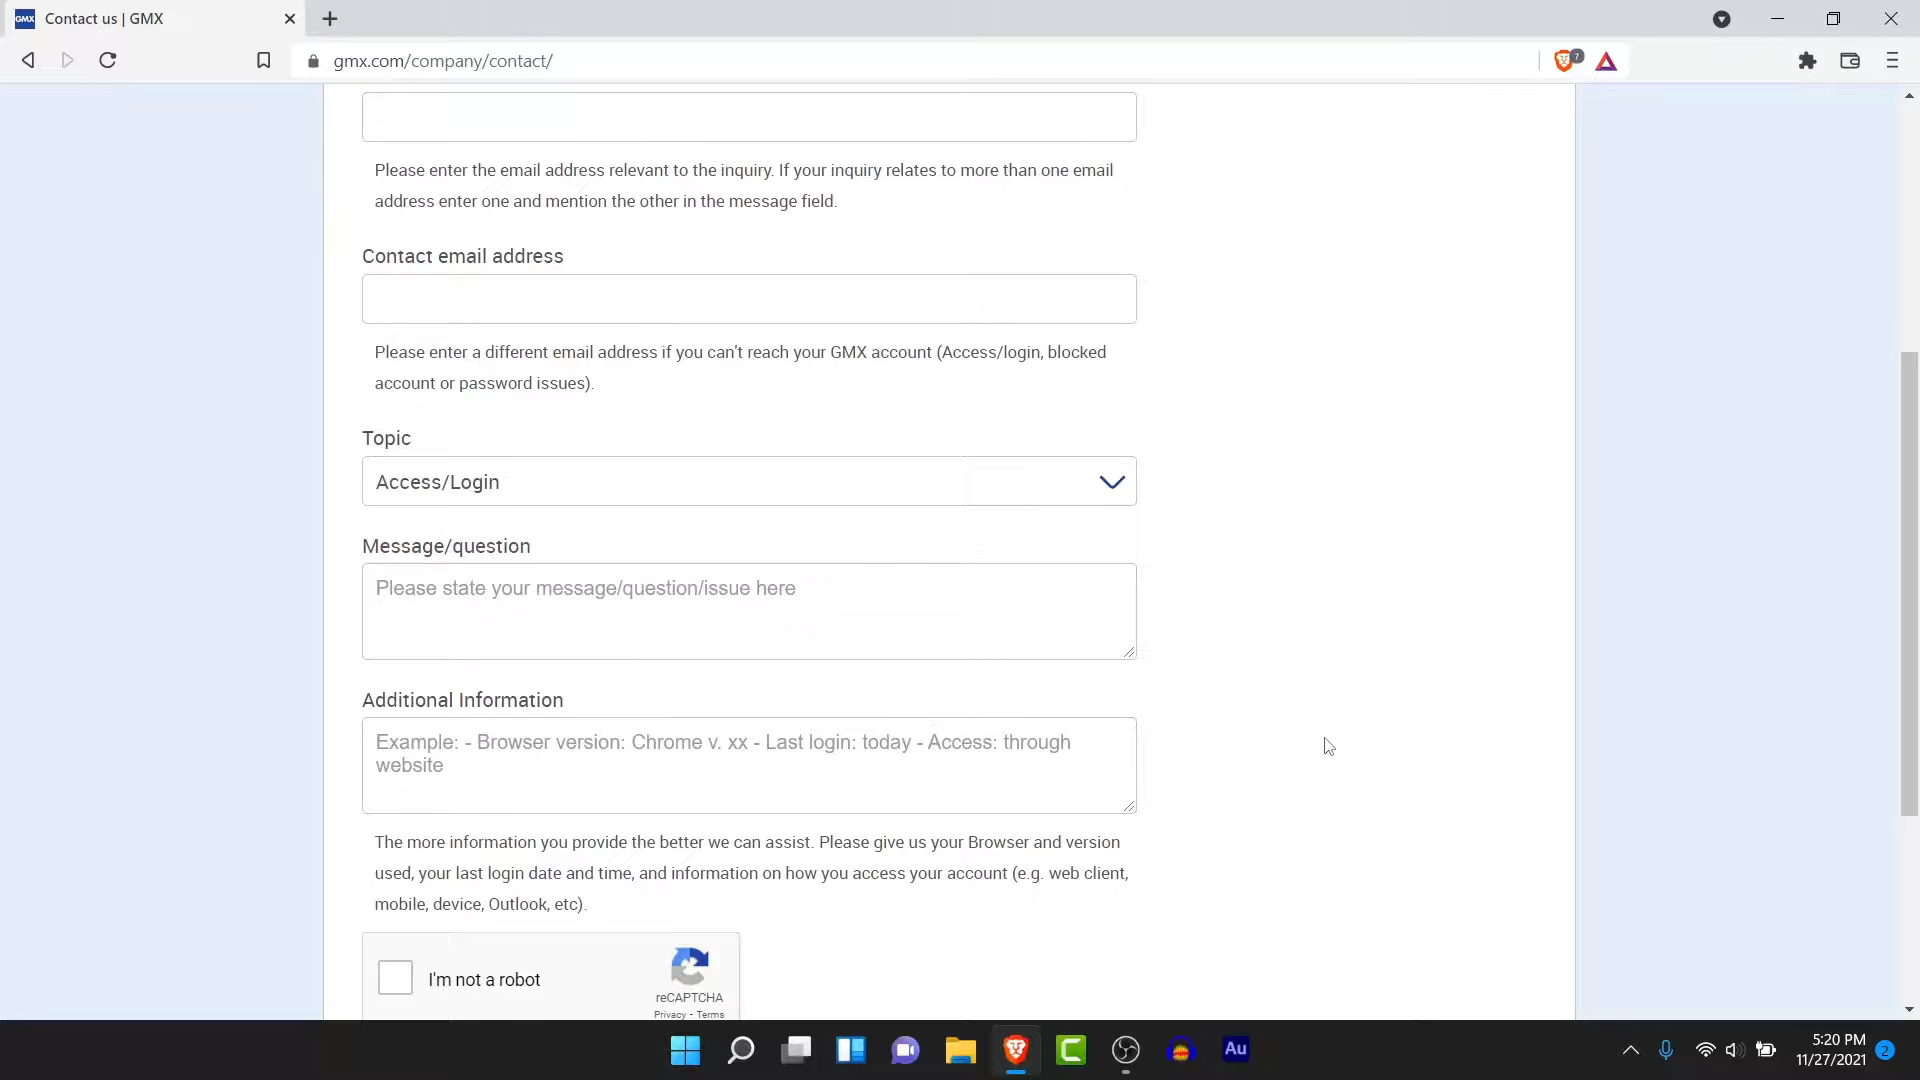 GMX
Contact us | GMX
gmx.com/company/contact/
7
Please enter the email address relevant to the inquiry. If your inquiry relates to more than one email
address enter one and mention the other in the message field.
Contact email address
Please enter a different email address if you can't reach your GMX account (Access/login, blocked
account or password issues).
Topic
Access/Login
Message/question
Please state your message/question/issue here
Additional Information
Example: - Browser version: Chrome v. xx - Last login: today - Access: through
website
The more information you provide the better we can assist. Please give us your Browser and version
used, your last login date and time, and information on how you access your account (e.g. web client,
mobile, device, Outlook, etc).
I'm not a robot
reCAPTCHA
Privacy - Terms
Au
5:20 PM
11/27/2021
2